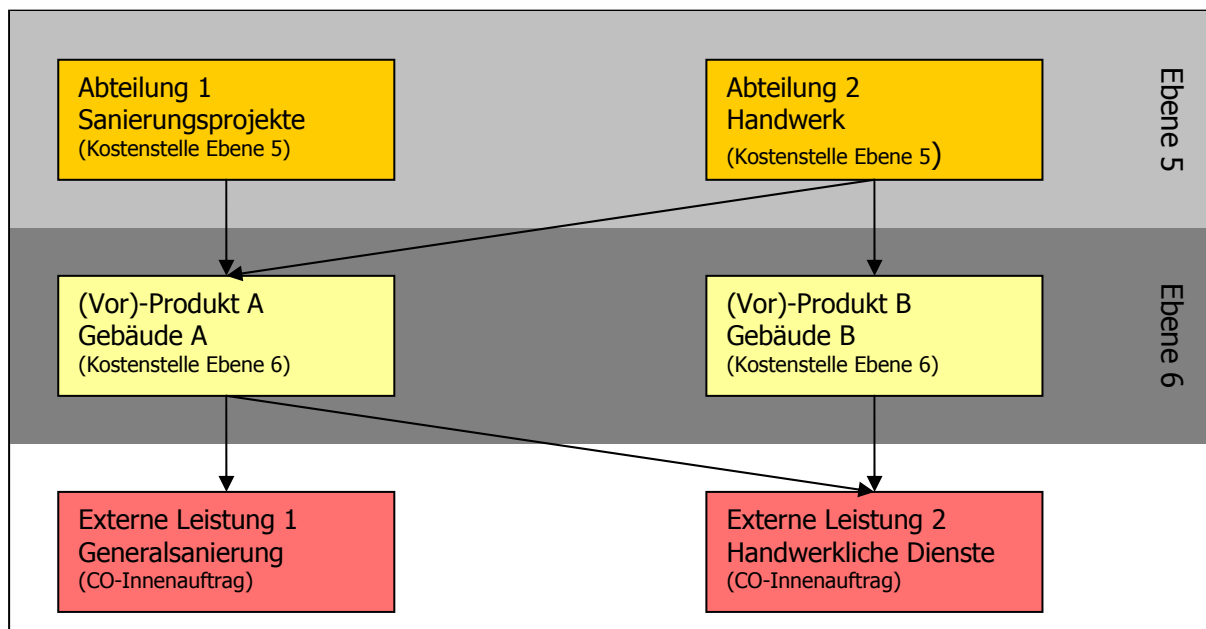 Abteilung 1
Sanierungsprojekte
(Kostenstelle Ebene 5)
Abteilung 2
Handwerk
(Kostenstelle Ebene 5)
Ebene 5
(Vor)-Produkt A
Gebäude A
(Kostenstelle Ebene 6)
(Vor)-Produkt B
Gebäude B
(Kostenstelle Ebene 6)
Ebene 6
Externe Leistung 1
Generalsanierung
(CO-Innenauftrag)
Externe Leistung 2
Handwerkliche Dienste
(CO-Innenauftrag)